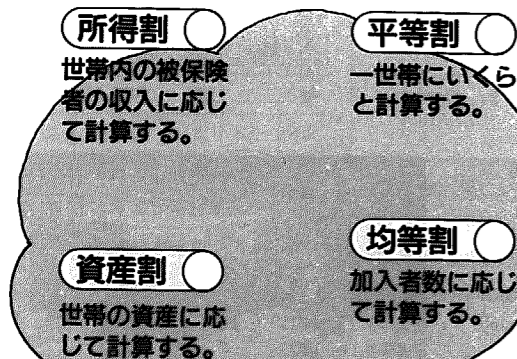 所得割
世帯内の被保険
者の収入に応じ
て計算する。
平等割
一世帯にいくら
と計算する。
資産割
世帯の資産に応
じて計算する。
均等割
加入者数に応じ
て計算する。